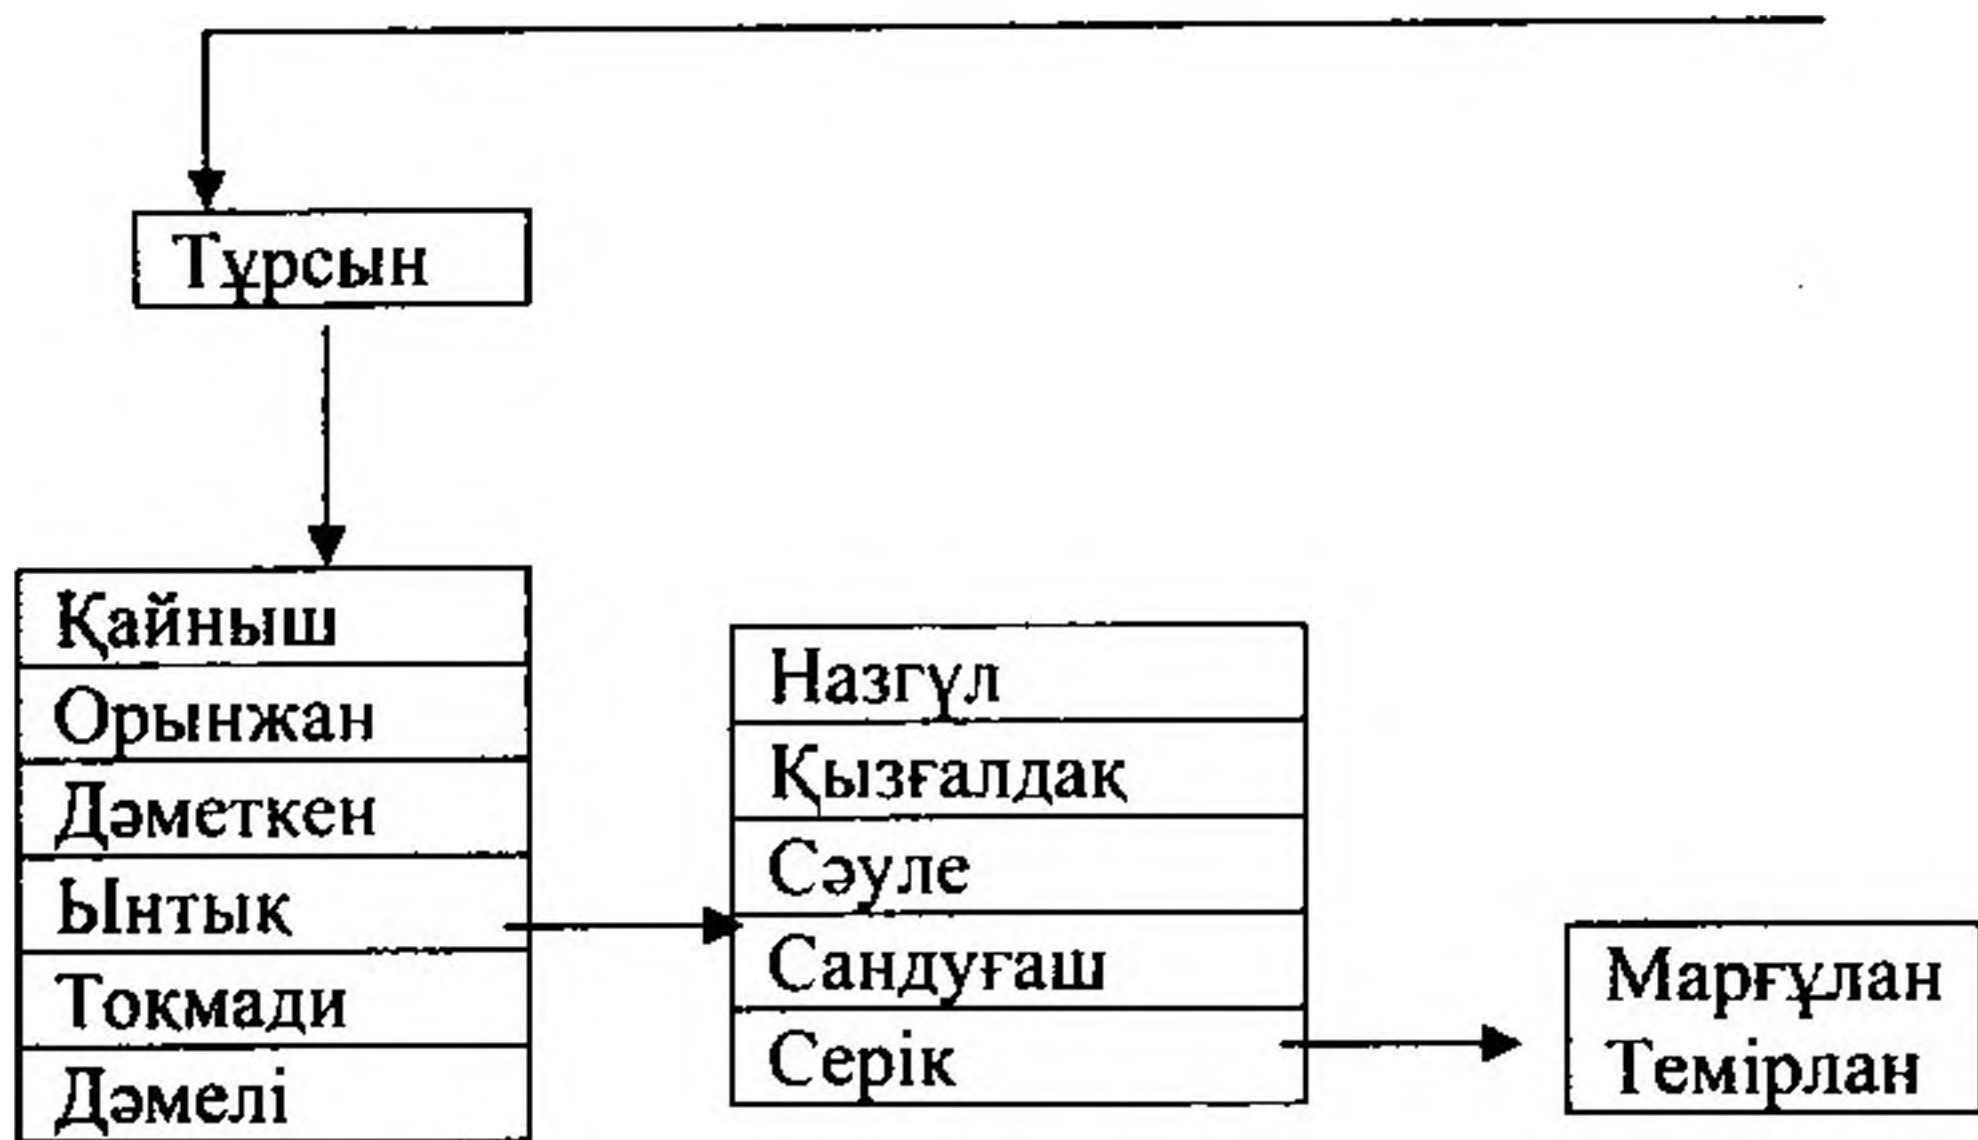 Тұрсын
Қайныш
Орынжан
Дәметкен
Ынтық
Тоқмади
Дәмелі
Назгүл
Қызғалдақ
Сәуле
Сандуғаш
Серік
Марғұлан
Темірлан